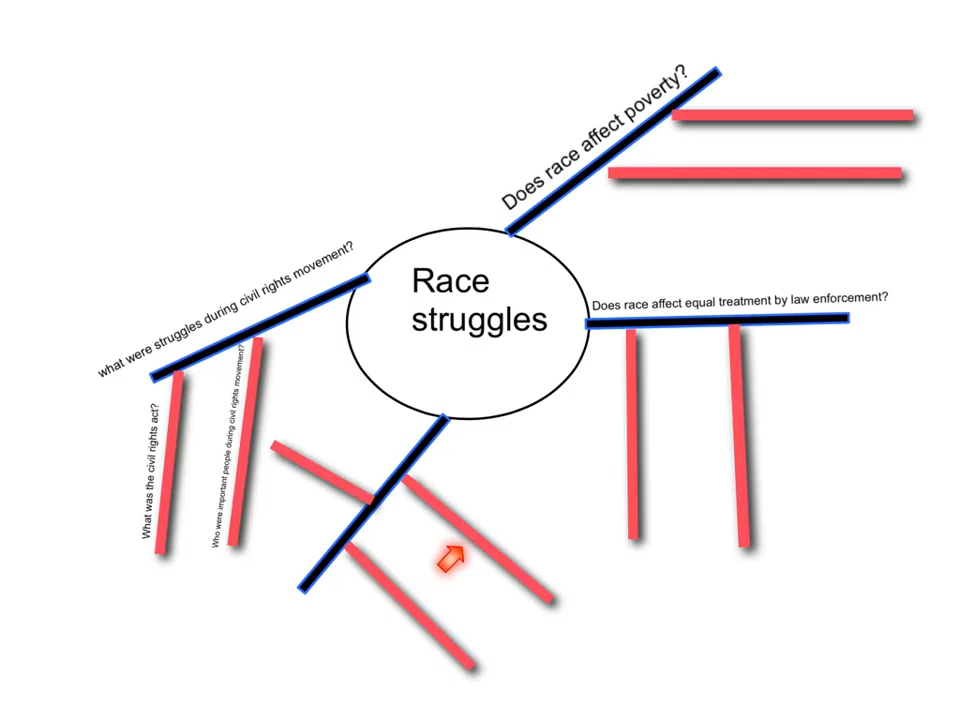 Does race affect poverty?
what were struggles during civil rights movement?
Race
struggles
Does race affect equal treatment by law enforcement?
What was the civil rights act?
Who were important people during civil rights movement?